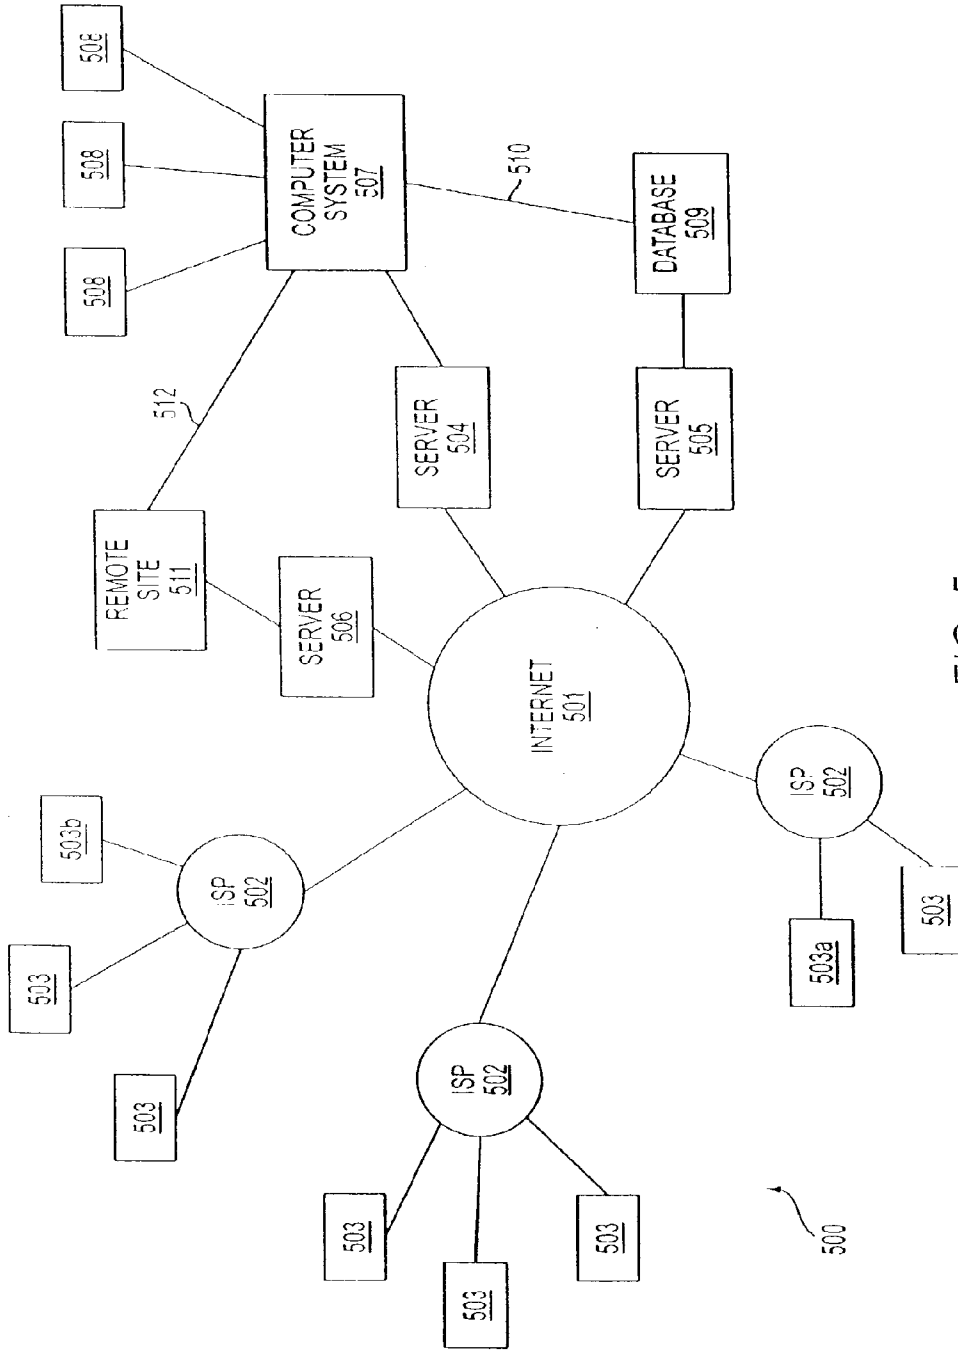 503
503b
508
508
508
503
REMOTE
SITE
511
512
ISP
502
SERVER
506
COMPUTER
SYSTEM
507
503
SERVER
504
503
ISP
502
510
INTERNET
501
503
SERVER
505
DATABASE
509
500
503a
ISP
502
503